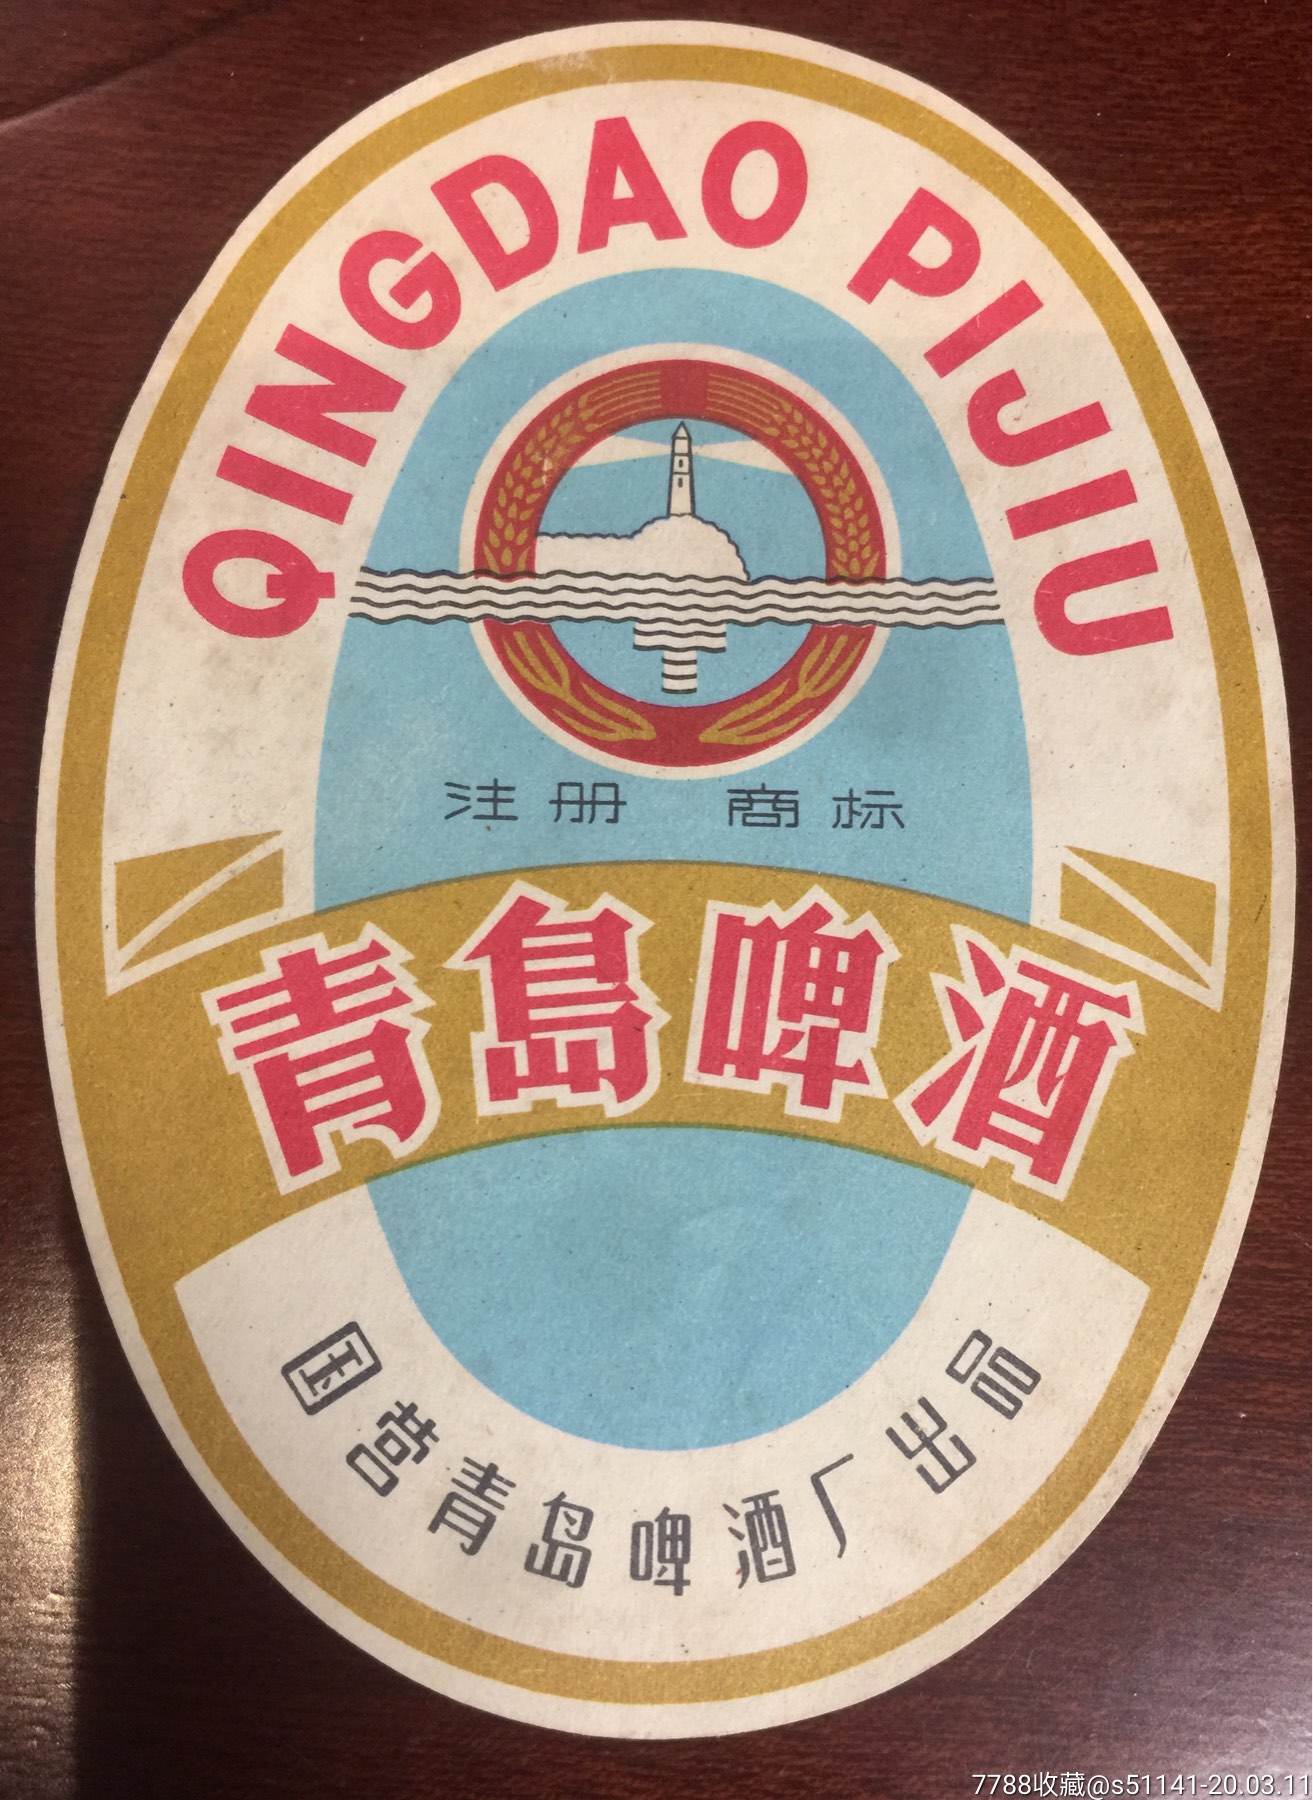 QINGDAO PIJIU
注册 商标
青島啤酒
国营青岛啤酒厂出品
7788收藏@s51141-20.03.11